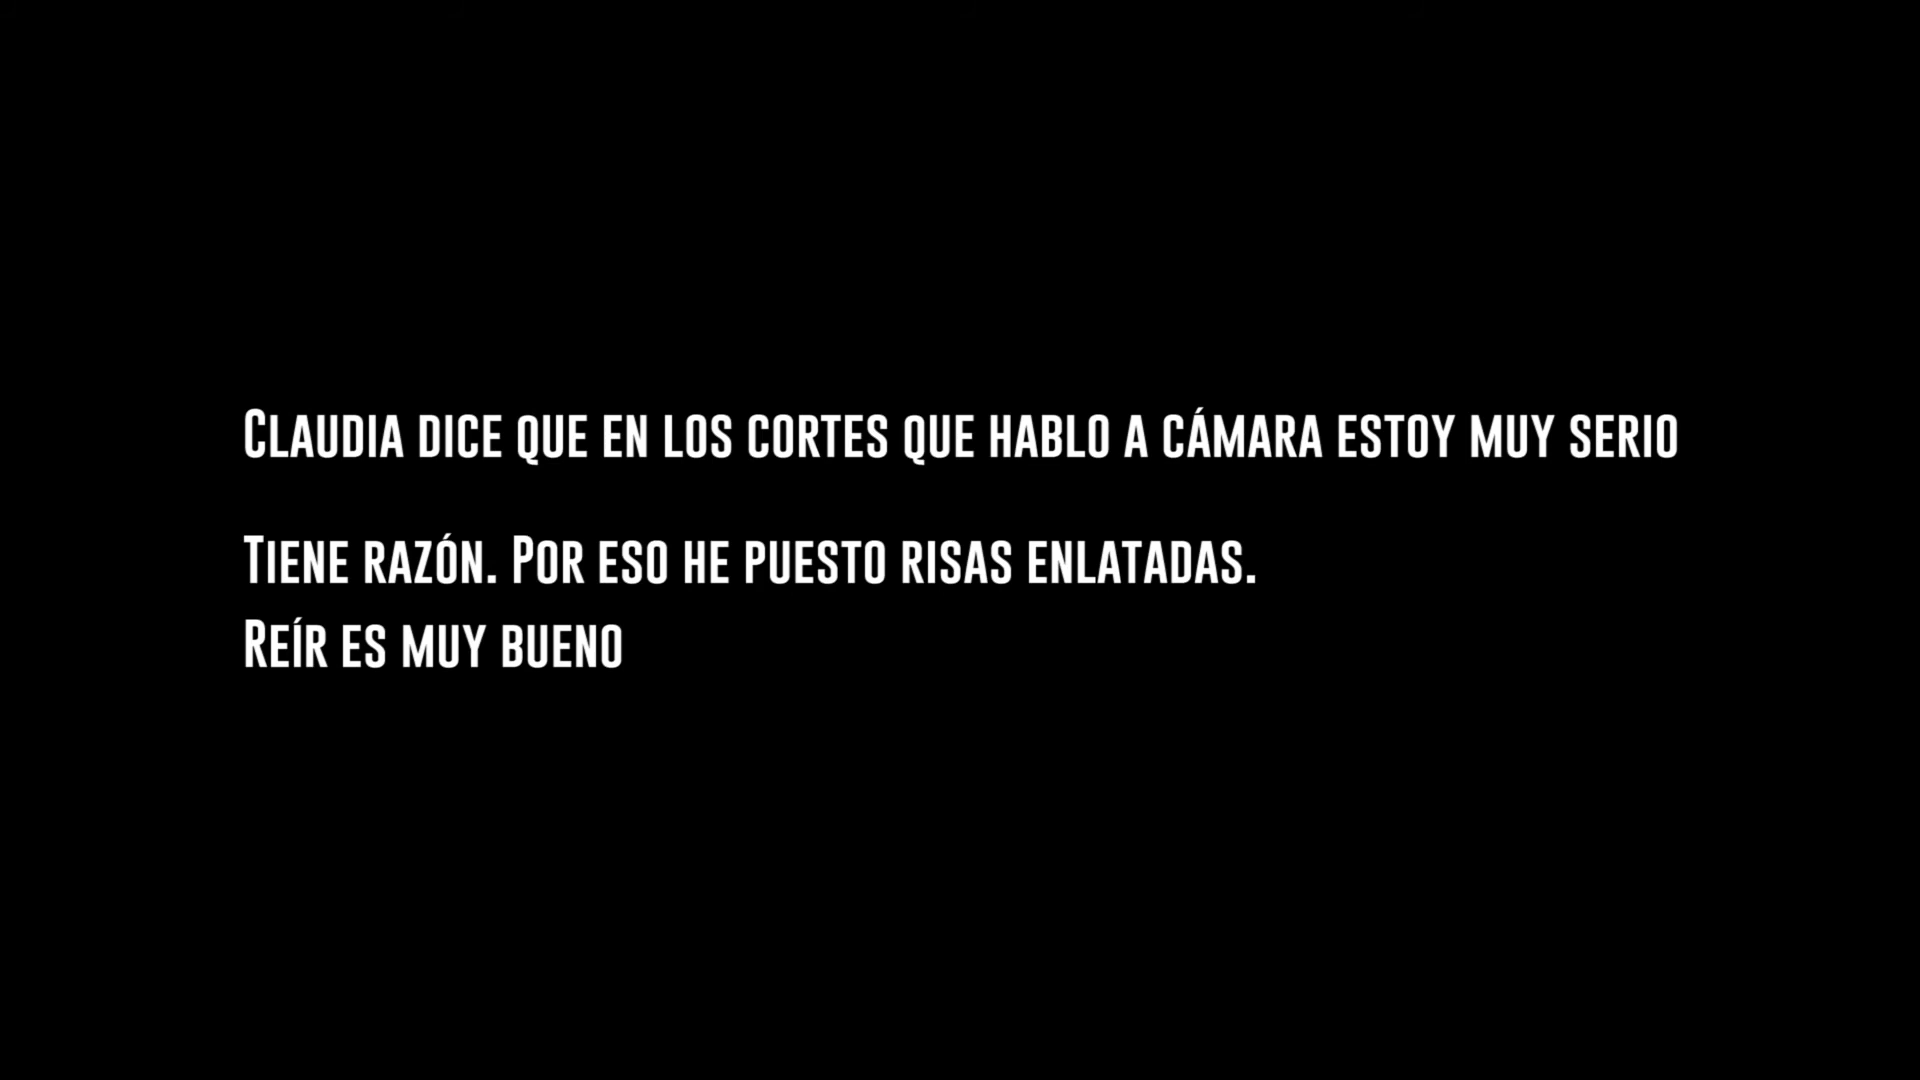 Claudia dice que en los cortes que hablo a cámara estoy muy serio
Tiene razón. Por eso he puesto risas enlatadas.
Reír es muy bueno